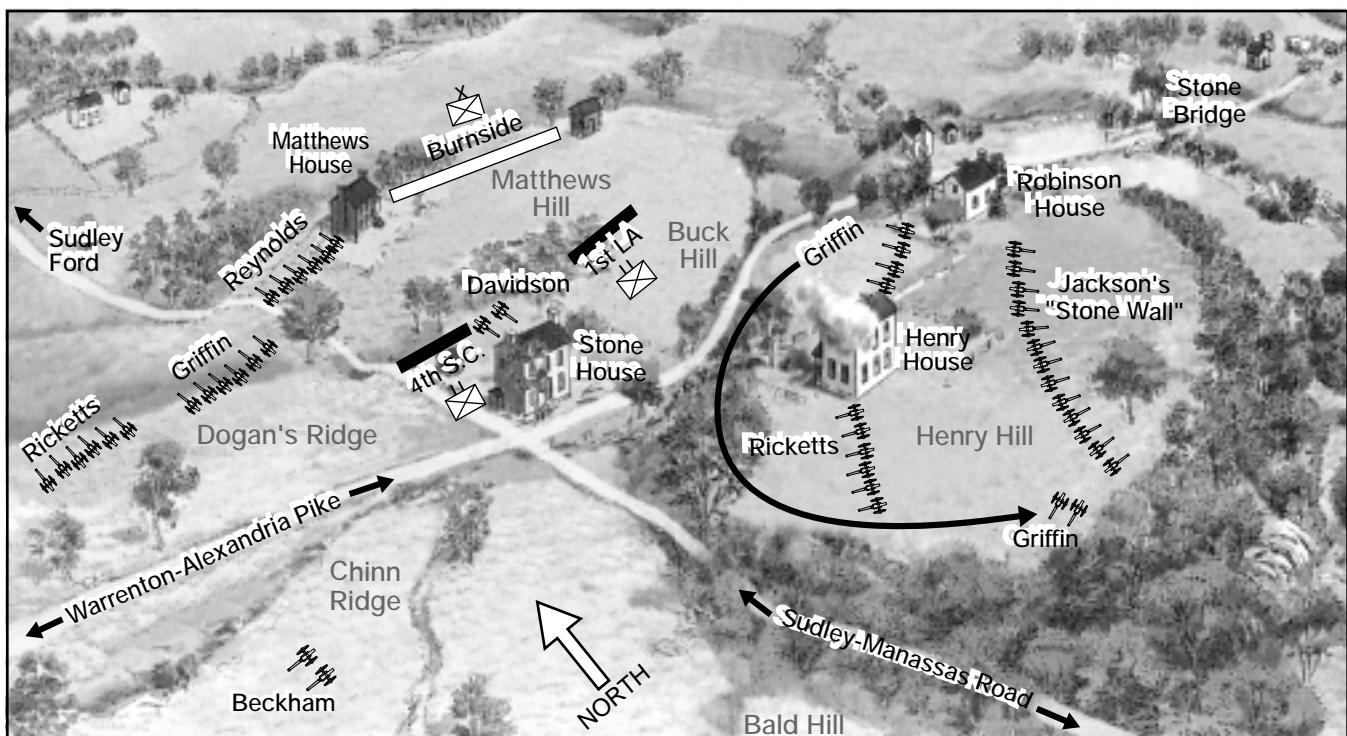 Stone
Bridge
Matthews
House
Burnside
Matthews
Hill
Robinson
House
Sudley
Ford
Reynolds
1st LA
Buck
Hill
Griffin
Davidson
Jackson's
"Stone Wall"
Griffin
4th S.C.
Stone
House
Henry
House
Ricketts
Dogan's Ridge
Ricketts
Henry Hill
Warrenton-Alexandria Pike
Griffin
Chinn
Ridge
Sudley-Manassas Road
Beckham
NORTH
Bald Hill